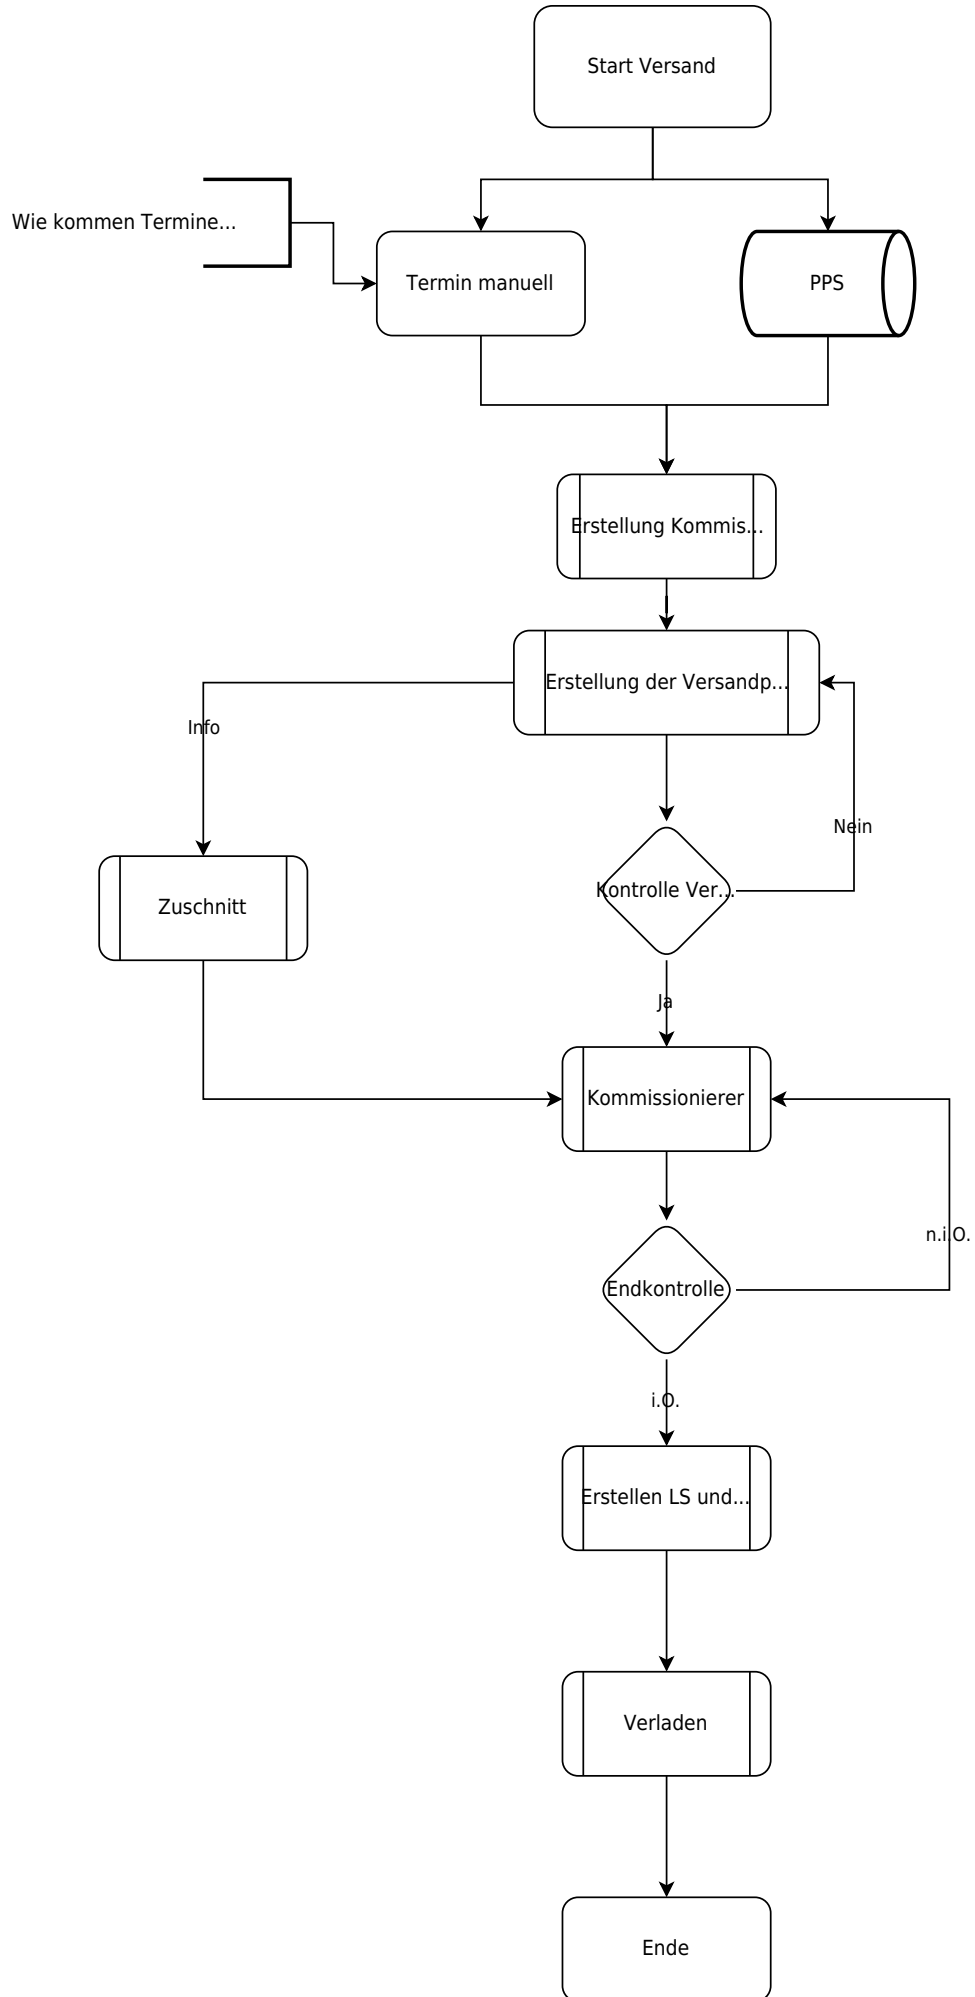 Start Versand
Wie kommen Termine...
Termin manuell
PPS
Erstellung Kommis...
Erstellung der Versandp...
Info
Nein
Kontrolle Ver...
Zuschnitt
Ja
Kommissionierer
n.i.O.
Endkontrolle
i.O.
Erstellen LS und...
Verladen
Ende